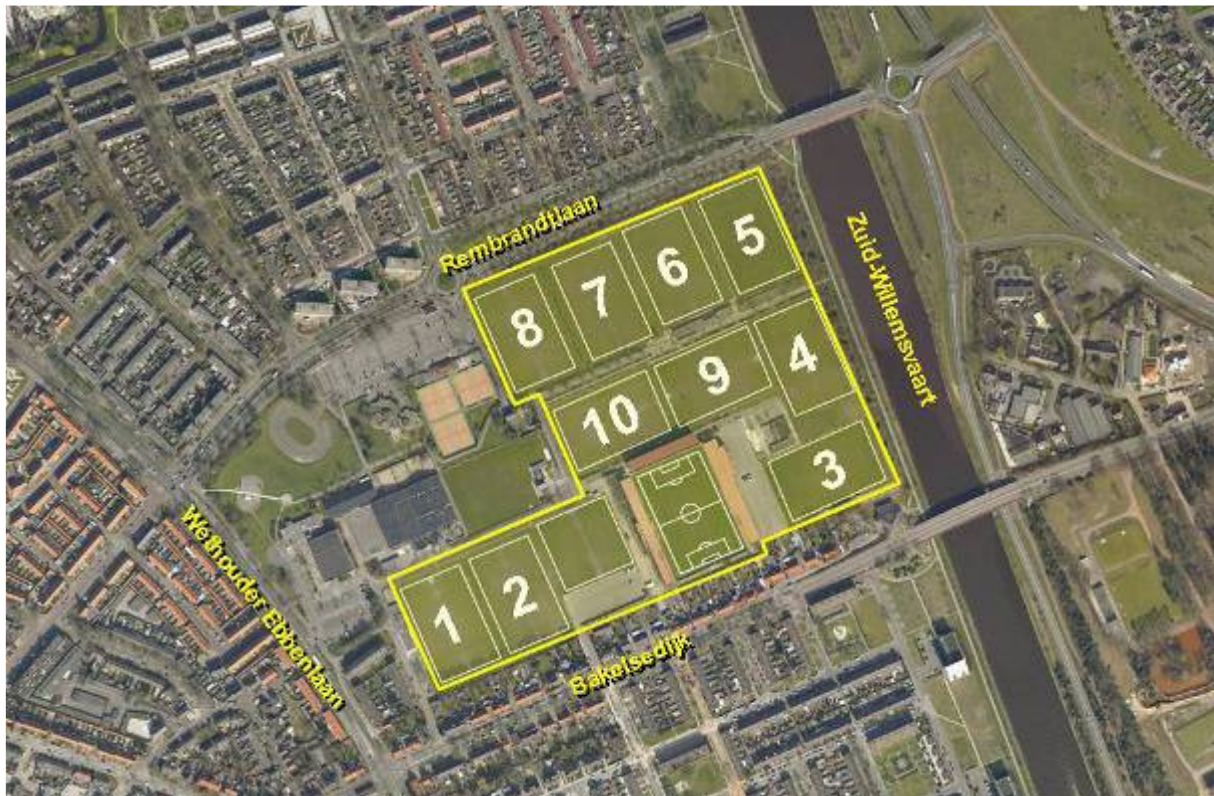 Rembrandtlaan
5
6
7
8
Zuid-Willemsvaart
4
9
10
3
Wethouder Ebbenlaan
2
1
Bakelsedijk